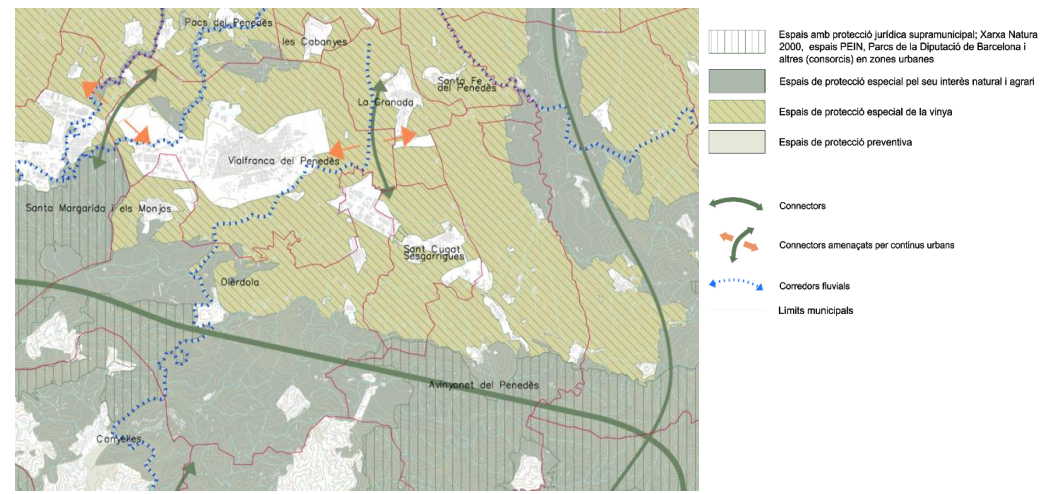 Pacs del Penedès
les Cabanyes
Santa Fe
del Penedès
La Granada
Vialfranca del Penedès
Santa Margarida i els Monjos
Sant Cugat
Sesgarrigues
Olèrdola
Avinyonet del Penedès
Canyelles
Espais amb protecció jurídica supramunicipal; Xarxa Natura
2000, espais PEIN, Parcs de la Diputació de Barcelona i
altres (consorcis) en zones urbanes
Espais de protecció especial pel seu interès natural i agrari
Espais de protecció especial de la vinya
Espais de protecció preventiva
Connectors
Connectors amenaçats per continus urbans
Corredors fluvials
Límits municipals